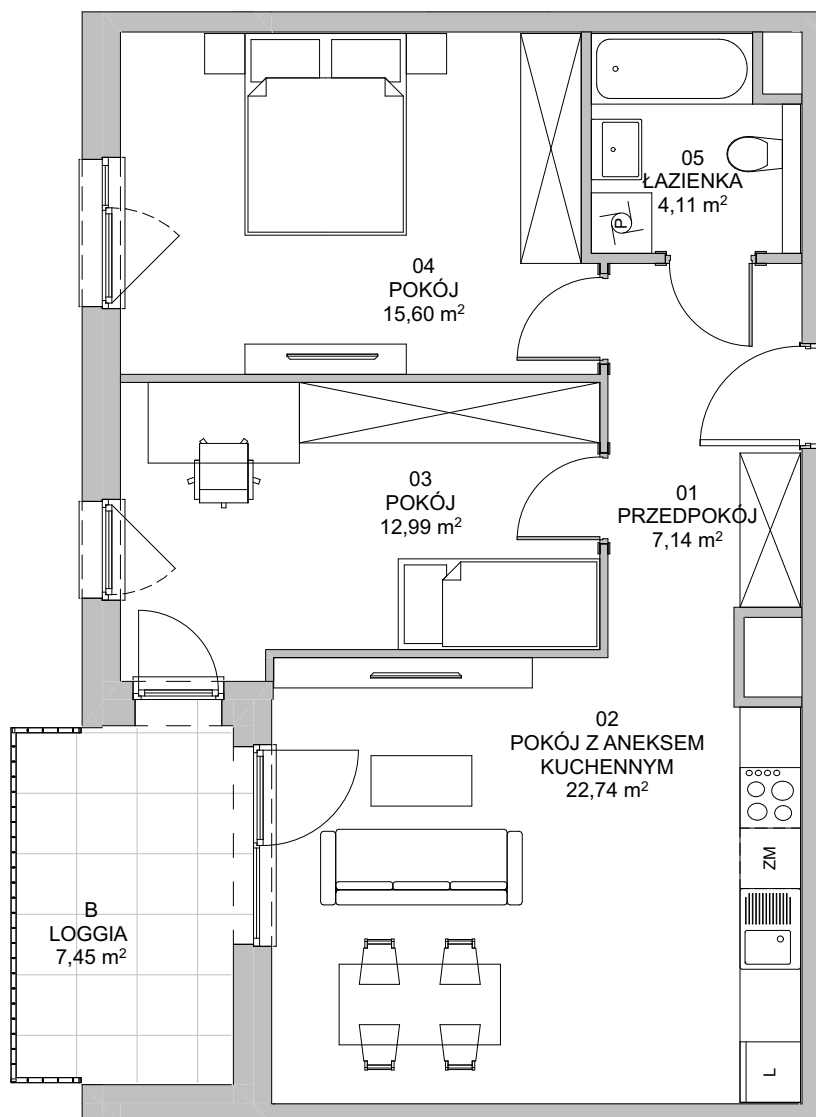 05
ŁAZIENKA
4,11 m²
P
04
POKÓJ
15,60 m²
03
POKÓJ
12,99 m²
01
PRZEDPOKÓJ
7,14 m²
02
POKÓJ Z ANEKSEM
KUCHENNYM
22,74 m²
ZM
B
LOGGIA
7,45 m²
L